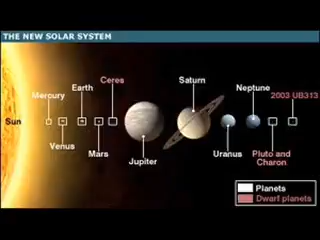 THE NEW SOLAR SYSTEM
Saturn
Earth
Ceres
Neptune
Mercury
2003 UB313
Sun
Venus
Mars
Jupiter
Uranus
Pluto and
Charon
Planets
Dwarf planets